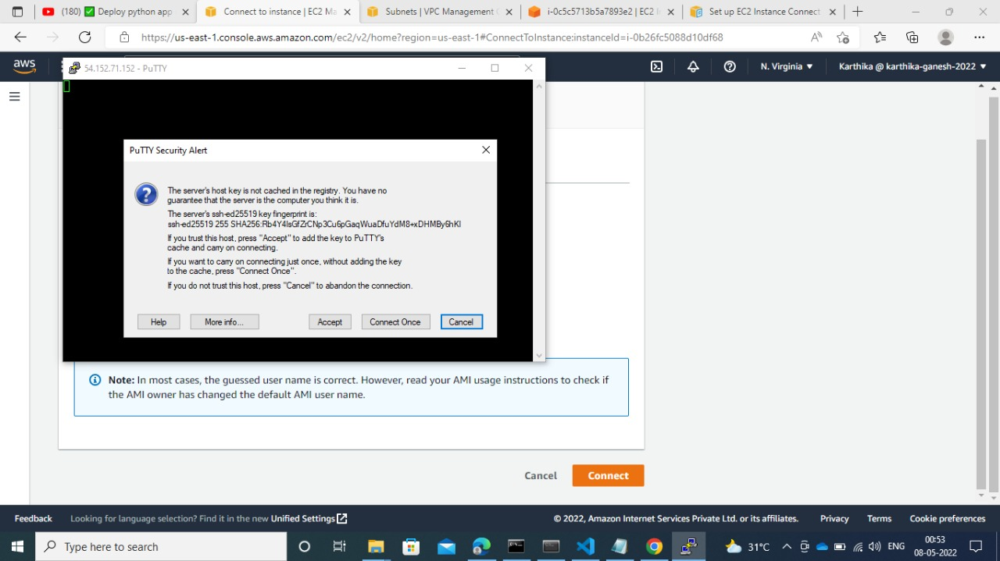 (180) ✅ Deploy python app
Connect to instance | EC2 Ma
Subnets | VPC Management C
i-0c5c5713b5a7893e2 | EC2 I
Set up EC2 Instance Connect
https://us-east-1.console.aws.amazon.com/ec2/v2/home?region=us-east-1#ConnectToInstance:instanceId=i-0b26fc5088d10df68
aws
N. Virginia ▼
Karthika @ karthika-ganesh-2022 ▼
54.152.71.152 - PuTTY
PuTTY Security Alert
The server's host key is not cached in the registry. You have no
guarantee that the server is the computer you think it is.
The server's ssh-ed25519 key fingerprint is:
ssh-ed25519 255 SHA256:Rb4Y4lsGfZrCNp3Cu6pGaqWuaDfuYdM8+xDHMBy6hKI
If you trust this host, press "Accept" to add the key to PuTTY's
cache and carry on connecting.
If you want to carry on connecting just once, without adding the key
to the cache, press "Connect Once".
If you do not trust this host, press "Cancel" to abandon the connection.
Help
More info...
Accept
Connect Once
Cancel
Note: In most cases, the guessed user name is correct. However, read your AMI usage instructions to check if
the AMI owner has changed the default AMI user name.
Cancel
Connect
Feedback
Looking for language selection? Find it in the new Unified Settings
© 2022, Amazon Internet Services Private Ltd. or its affiliates.
Privacy
Terms
Cookie preferences
Type here to search
31°C
ENG
00:53
08-05-2022